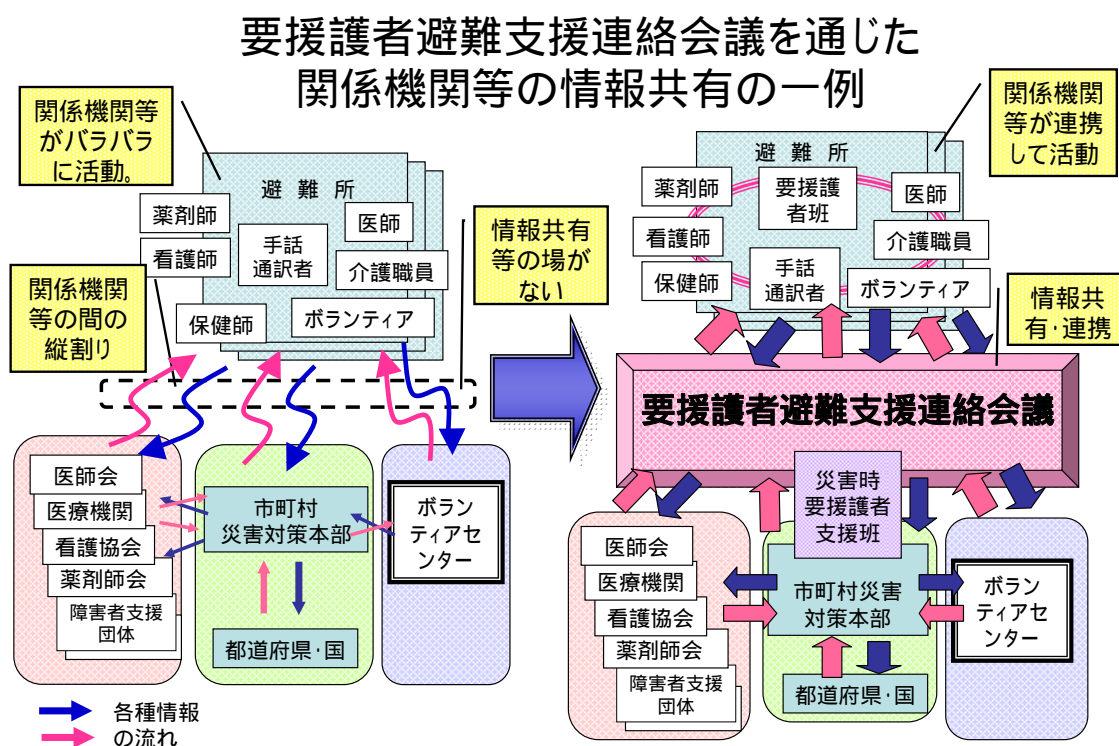 要援護者避難支援連絡会議を通じた
関係機関等の情報共有の一例
関係機関等
がバラバラ
に活動。
避 難 所
薬剤師
医師
看護師
手話
通訳者
介護職員
保健師
ボランティア
関係機関
等の間の
縦割り
情報共有
等の場が
ない
医師会
医療機関
看護協会
薬剤師会
障害者支援
団体
市町村
災害対策本部
都道府県・国
ボラン
ティアセ
ンター
各種情報
の流れ
関係機関
等が連携
して活動
避 難 所
薬剤師
要援護
者班
医師
看護師
介護職員
保健師
手話
通訳者
ボランティア
情報共
有・連携
要援護者避難支援連絡会議
災害時
要援護者
支援班
医師会
医療機関
看護協会
薬剤師会
障害者支援
団体
市町村災害
対策本部
都道府県・国
ボラン
ティアセ
ンター